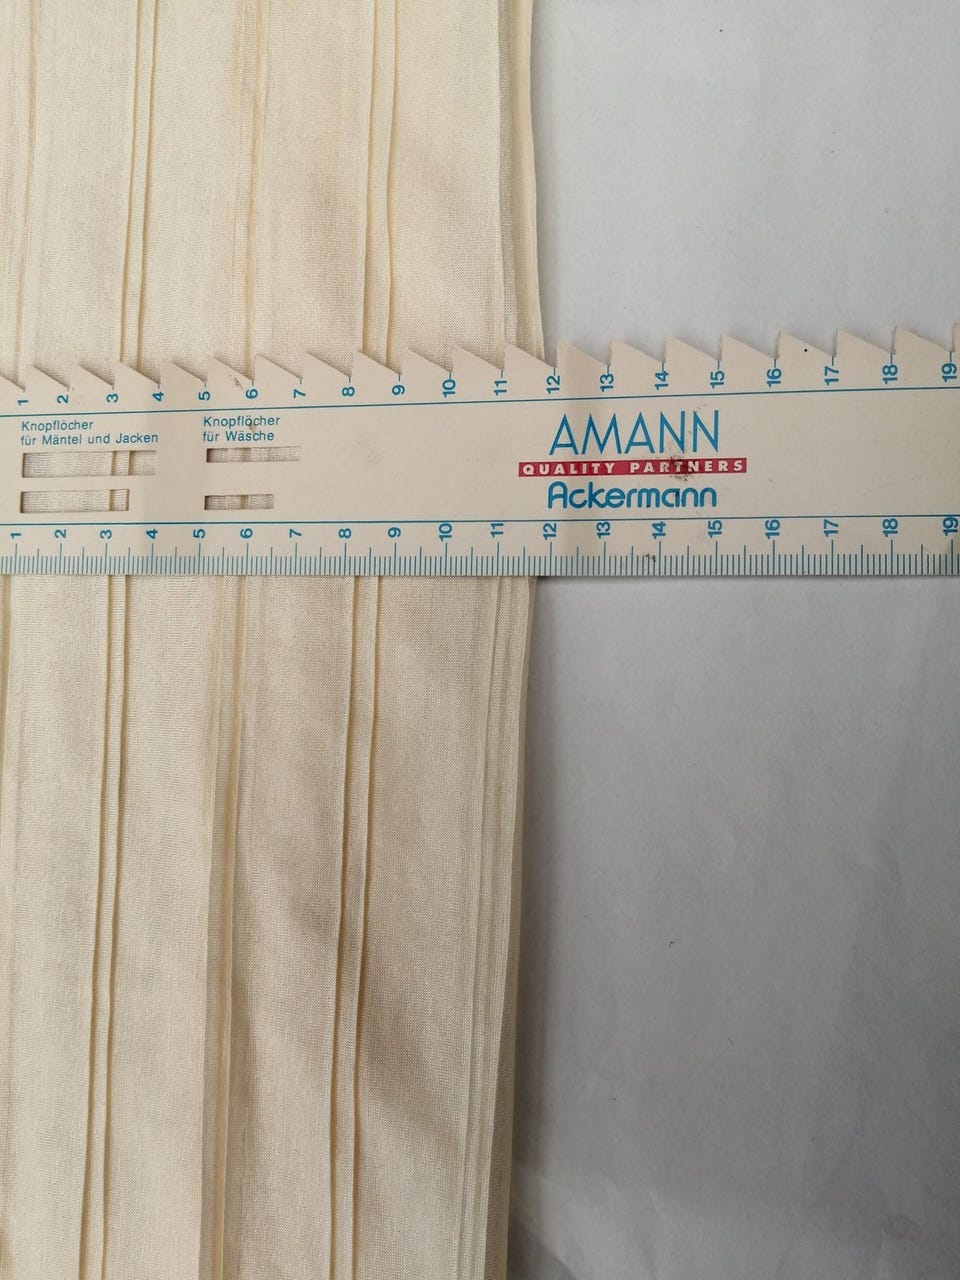 1 2 3 4 5 6 7 8 9 10 11 12 13 14 15 16 17 18 19
Knopflöcher
für Mäntel und Jacken
Knopflöcher
für Wäsche
AMANN
QUALITY PARTNERS
Ackermann
1 2 3 4 5 6 7 8 9 10 11 12 13 14 15 16 17 18 19